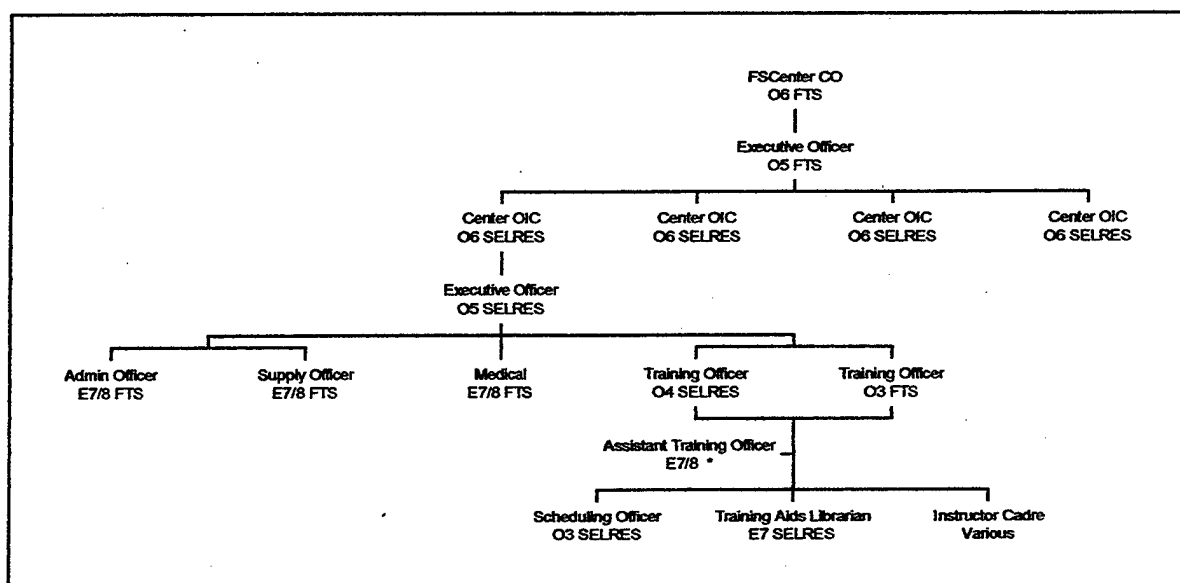 FSCenter CO
O6 FTS
Executive Officer
O5 FTS
Center OIC
O6 SELRES
Center OIC
O6 SELRES
Center OIC
O6 SELRES
Center OIC
O6 SELRES
Executive Officer
O5 SELRES
Admin Officer
E7/8 FTS
Supply Officer
E7/8 FTS
Medical
E7/8 FTS
Training Officer
O4 SELRES
Training Officer
O3 FTS
Assistant Training Officer
E7/8 *
Scheduling Officer
O3 SELRES
Training Aids Librarian
E7 SELRES
Instructor Cadre
Various